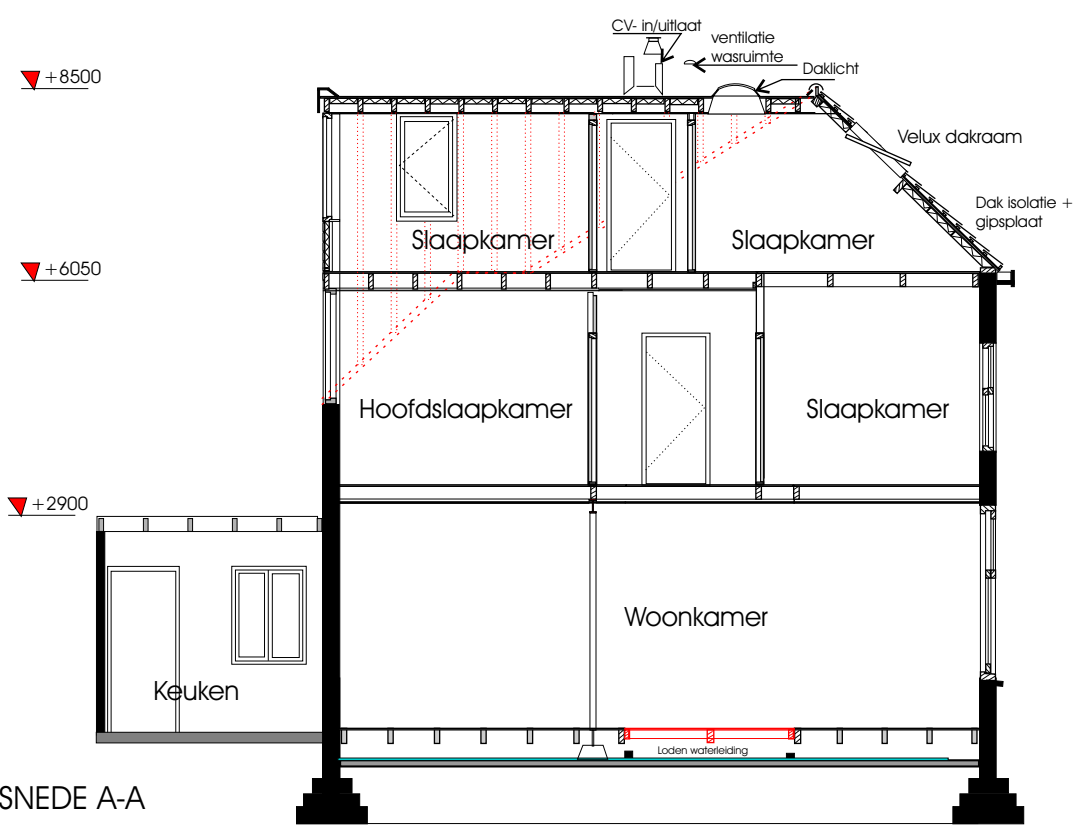 CV- in/uitlaat
ventilatie
wasruimte
Daklicht
+8500
Velux dakraam
Dak isolatie +
gipsplaat
Slaapkamer
Slaapkamer
+6050
Hoofdslaapkamer
Slaapkamer
+2900
Woonkamer
Keuken
Loden waterleiding
SNEDE A-A